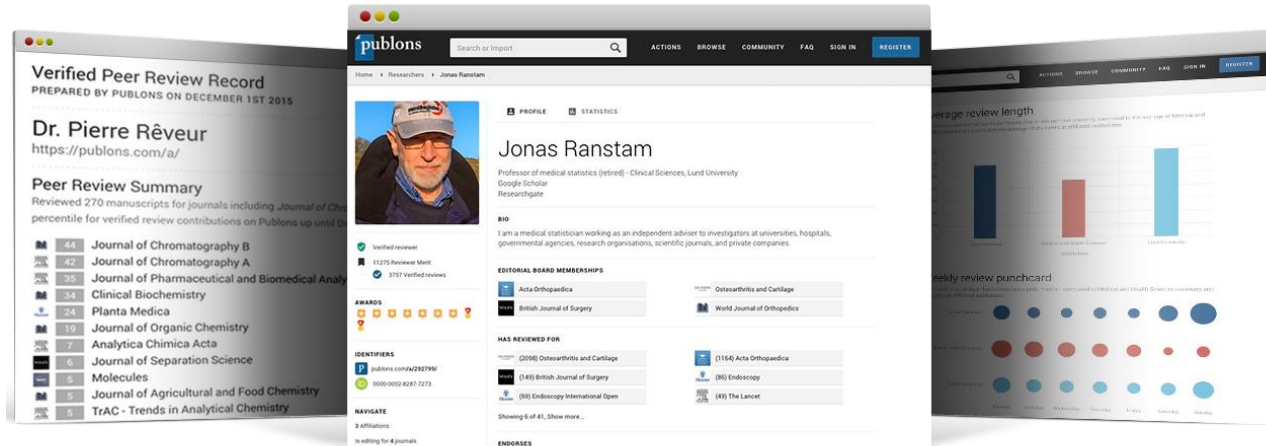 Verified Peer Review Record
PREPARED BY PUBLONS ON DECEMBER 1ST 2015
Dr. Pierre Rêveur
https://publons.com/a/
Peer Review Summary
Reviewed 270 manuscripts for journals including Journal of
percentile for verified review contributions on Publons up until
44 Journal of Chromatography B
42 Journal of Chromatography A
35 Journal of Pharmaceutical and Biomedical
34 Clinical Biochemistry
24 Planta Medica
19 Journal of Organic Chemistry
7 Analytica Chimica Acta
6 Journal of Separation Science
5 Molecules
5 Journal of Agricultural and Food Chemistry
5 TrAC - Trends in Analytical Chemistry
publons
Search or Import
ACTIONS BROWSE COMMUNITY FAQ SIGN IN REGISTER
Home › Researchers › Jonas Ranstam
PROFILE STATISTICS
Jonas Ranstam
Professor of medical statistics (retired) - Clinical Sciences, Lund University
Google Scholar
Researchgate
BIO
I am a medical statistician working as an independent adviser to investigators at universities, hospitals,
governmental agencies, research organisations, scientific journals, and private companies.
Verified reviewer
11275 Reviewer Merit
3757 Verified reviews
AWARDS
IDENTIFIERS
P publons.com/a/292799/
iD 0000-0002-8287-7273
NAVIGATE
3 Affiliations
Is editing for 4 journals
EDITORIAL BOARD MEMBERSHIPS
Acta Orthopaedica
Osteoarthritis and Cartilage
British Journal of Surgery
World Journal of Orthopedics
HAS REVIEWED FOR
(2098) Osteoarthritis and Cartilage
(1164) Acta Orthopaedica
(149) British Journal of Surgery
(86) Endoscopy
(69) Endoscopy International Open
(49) The Lancet
Showing 6 of 41, Show more...
ENDORSES
ACTIONS BROWSE COMMUNITY FAQ SIGN IN REGISTER
review length
Lund University
review punchcard